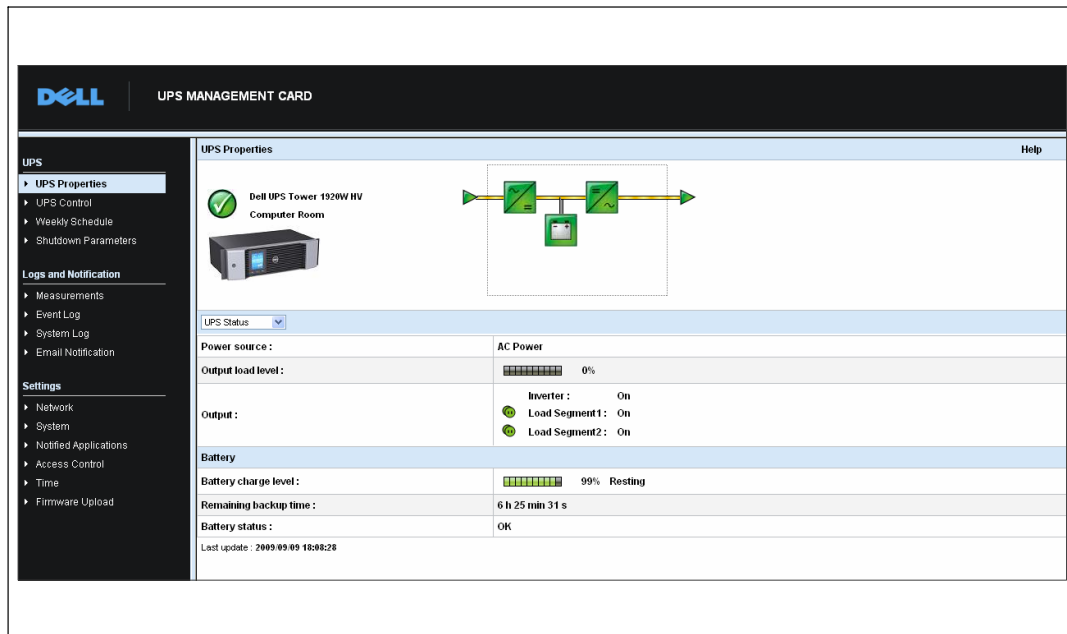 DELL
UPS MANAGEMENT CARD
UPS
UPS Properties
UPS Control
Weekly Schedule
Shutdown Parameters
Logs and Notification
Measurements
Event Log
System Log
Email Notification
Settings
Network
System
Notified Applications
Access Control
Time
Firmware Upload
UPS Properties Help
Dell UPS Tower 1920W HV
Computer Room
UPS Status
Power source : AC Power
Output load level : 0%
Output :
Inverter : On
Load Segment1 : On
Load Segment2 : On
Battery
Battery charge level : 99% Resting
Remaining backup time : 6 h 25 min 31 s
Battery status : OK
Last update : 2009/09/09 18:08:28